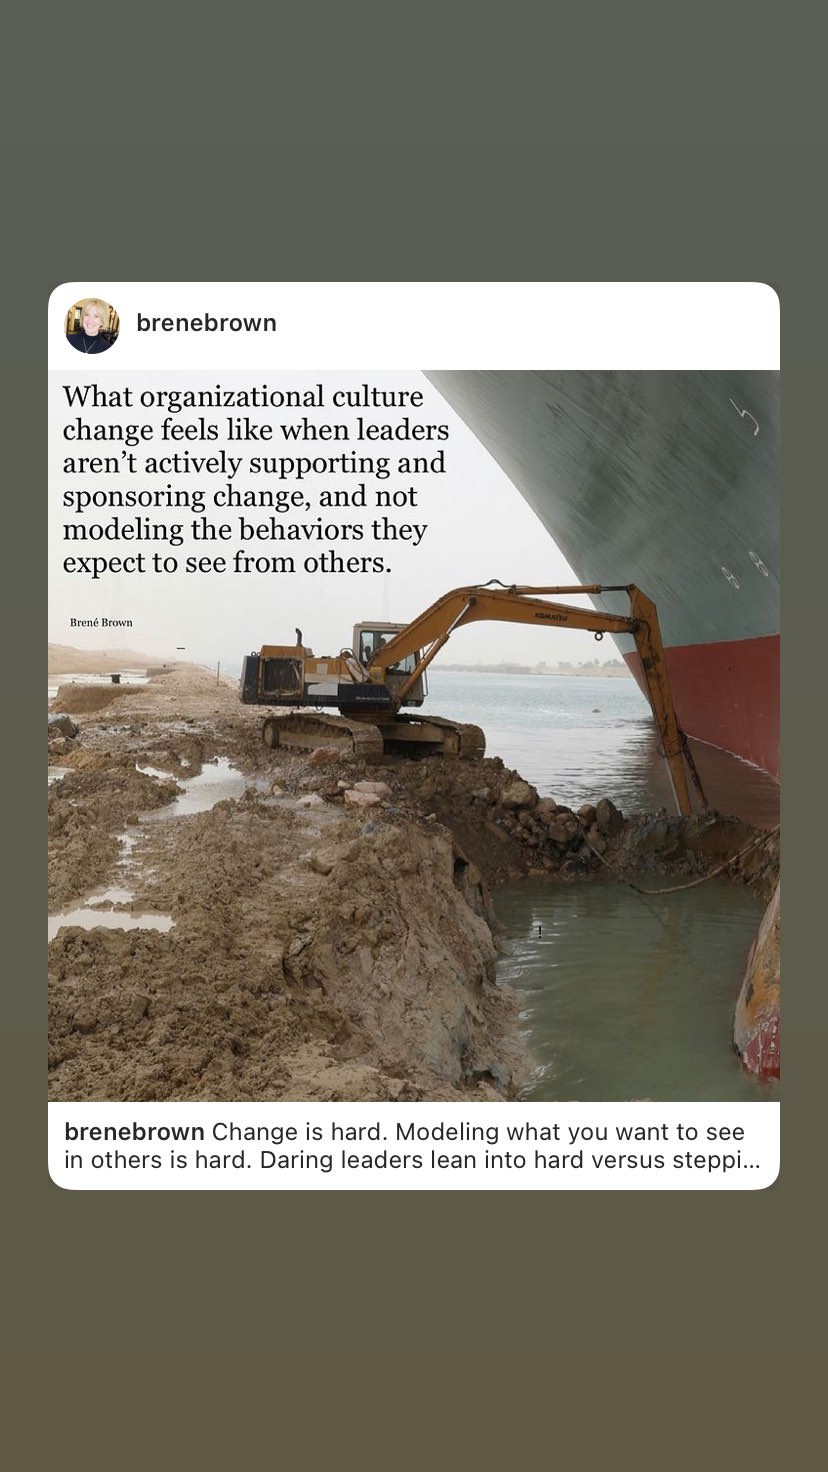 brenebrown
What organizational culture
change feels like when leaders
aren’t actively supporting and
sponsoring change, and not
modeling the behaviors they
expect to see from others.
Brené Brown
KOMATSU
brenebrown Change is hard. Modeling what you want to see
in others is hard. Daring leaders lean into hard versus steppi...